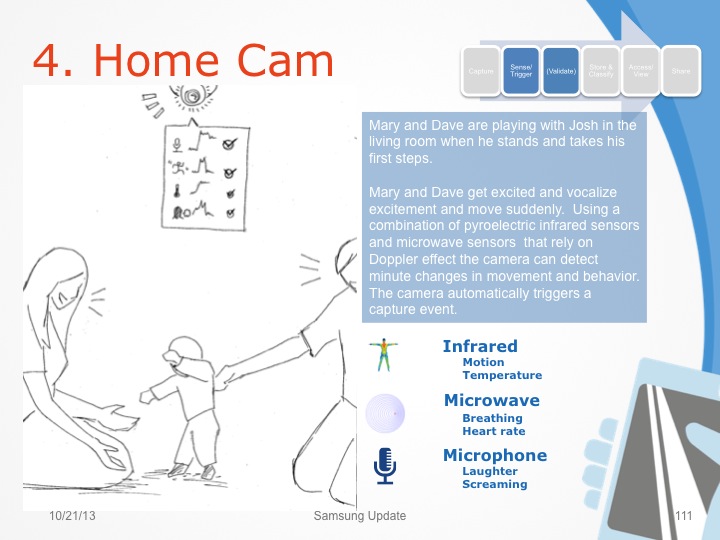 4. Home Cam
Capture
Sense/
Trigger
(Validate)
Store &
Classify
Access/
View
Share
Mary and Dave are playing with Josh in the
living room when he stands and takes his
first steps.
Mary and Dave get excited and vocalize
excitement and move suddenly.  Using a
combination of pyroelectric infrared sensors
and microwave sensors  that rely on
Doppler effect the camera can detect
minute changes in movement and behavior.
The camera automatically triggers a
capture event.
Infrared
Motion
Temperature
Microwave
Breathing
Heart rate
Microphone
Laughter
Screaming
10/21/13
Samsung Update
111